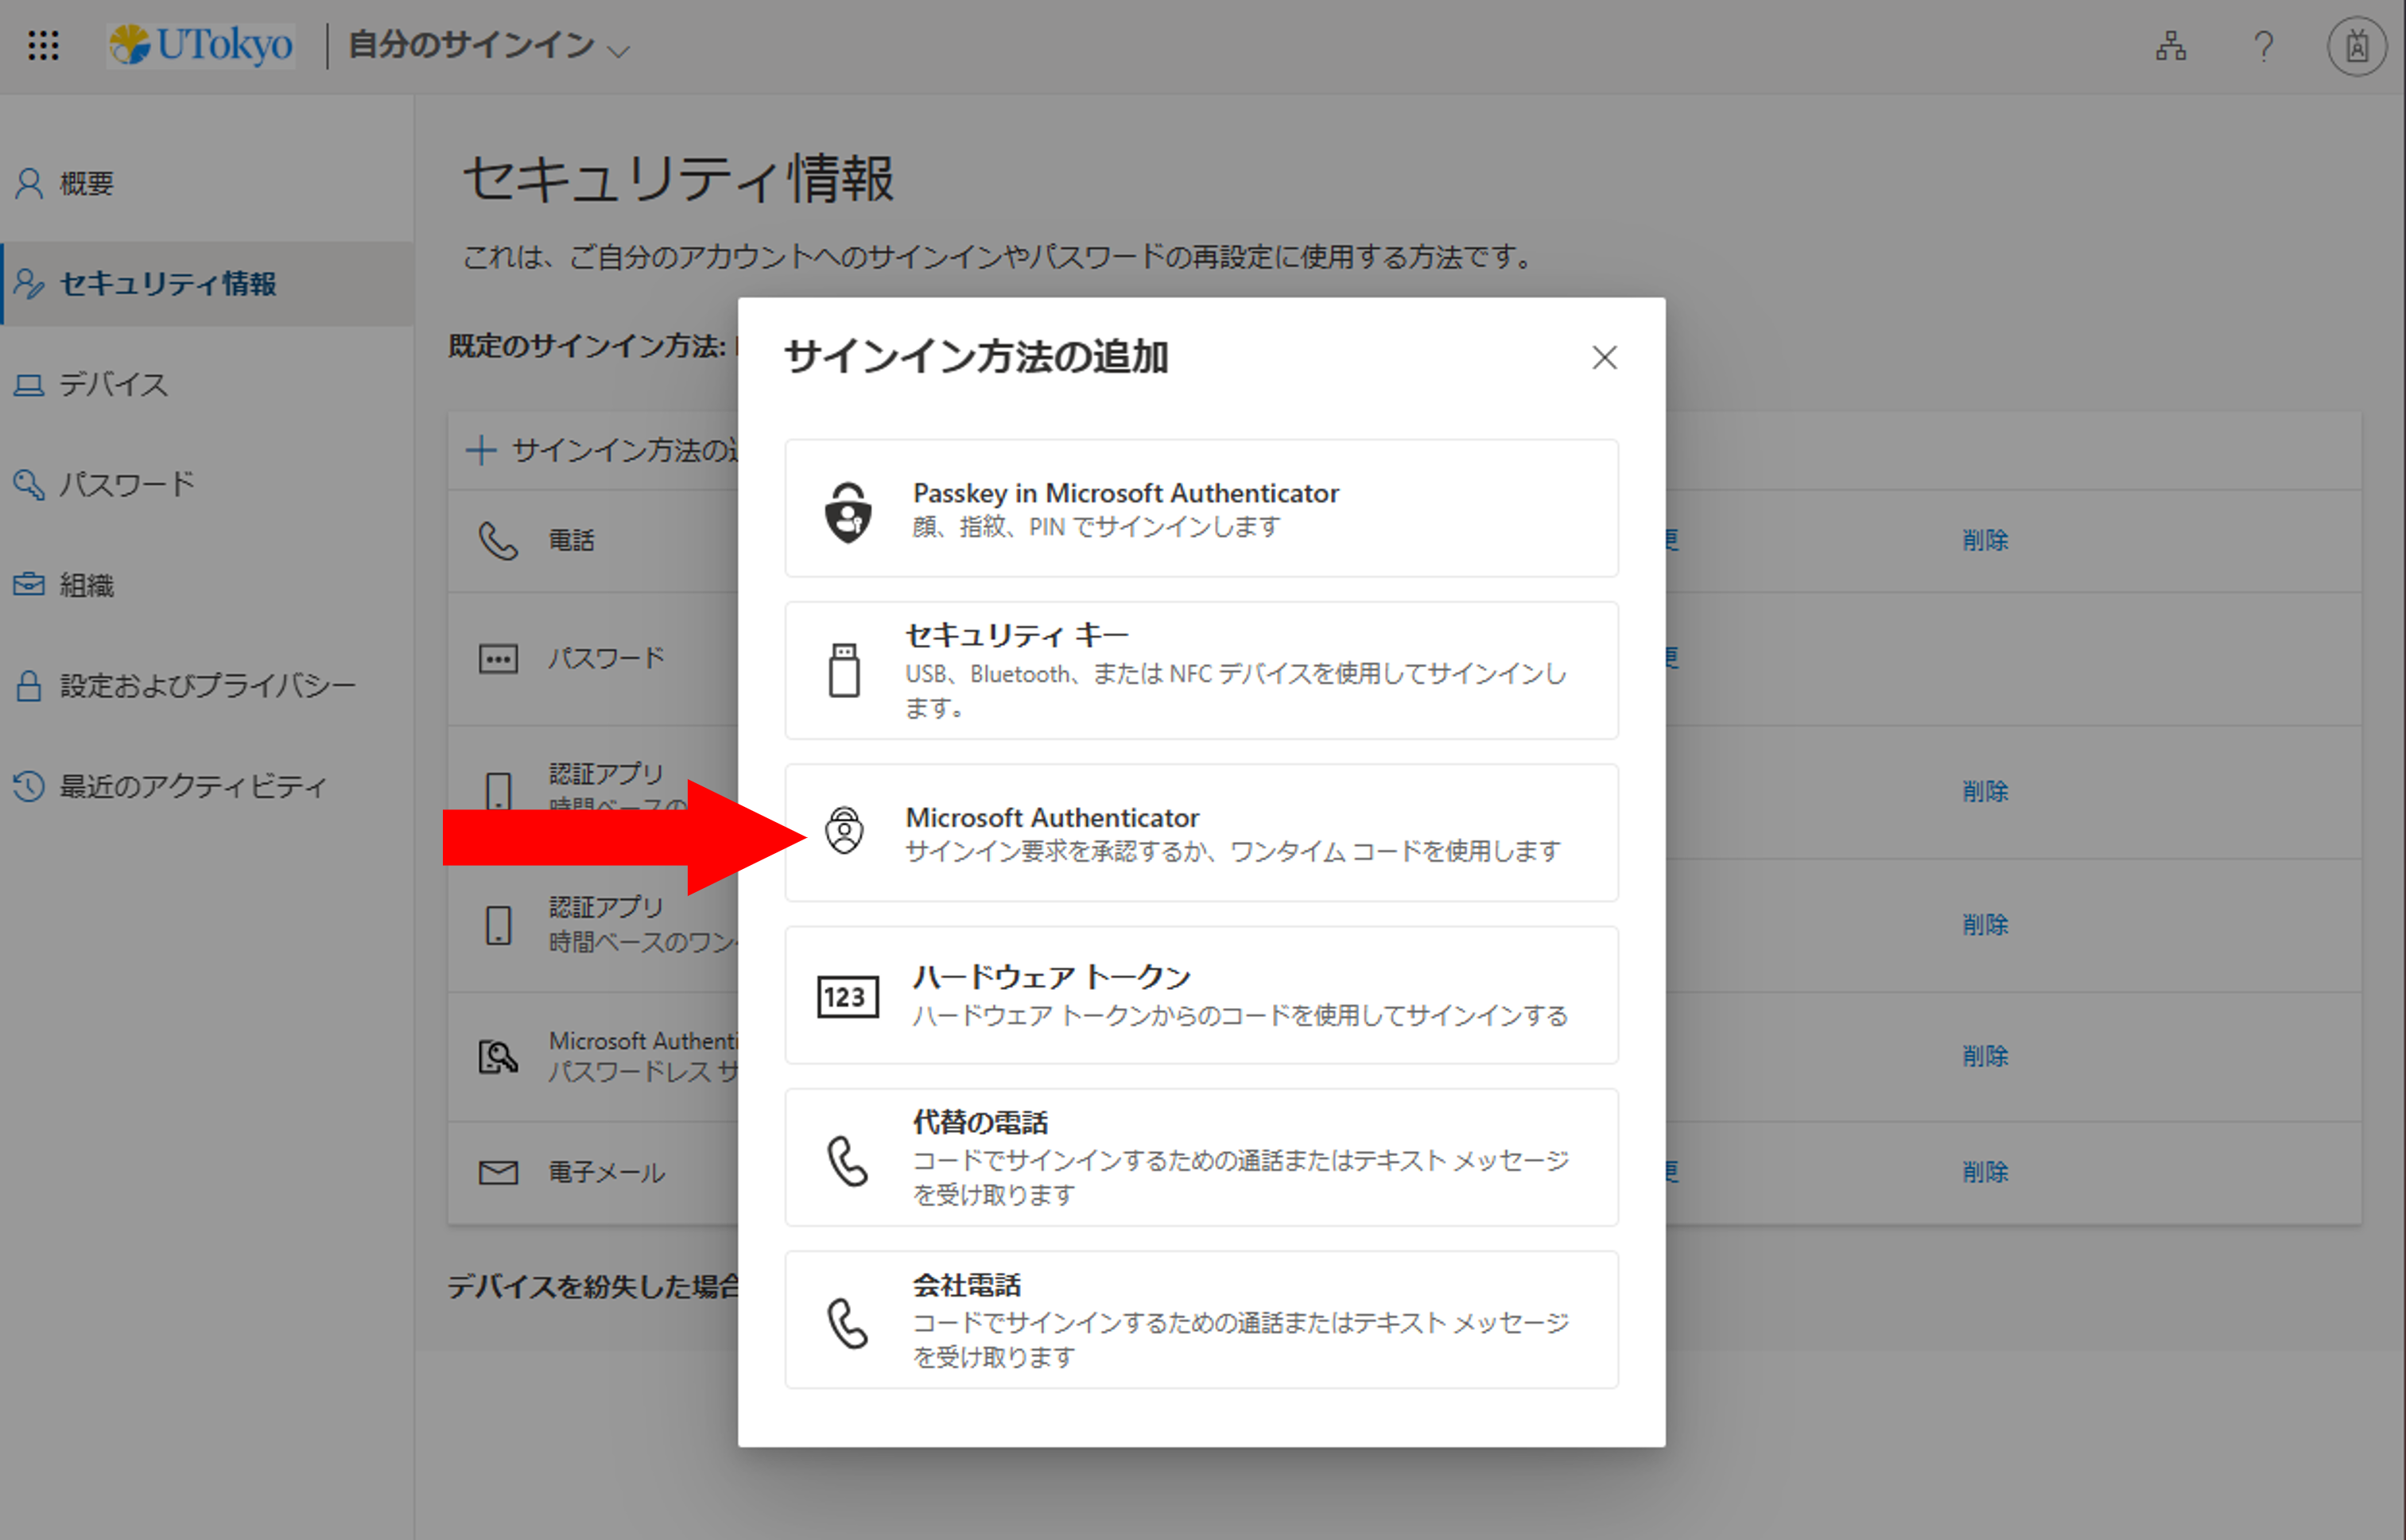 UTokyo
自分のサインイン
概要
セキュリティ情報
デバイス
パスワード
組織
設定およびプライバシー
最近のアクティビティ
セキュリティ情報
これは、ご自分のアカウントへのサインインやパスワードの再設定に使用する方法です。
既定のサインイン方法:
サインイン方法の
電話
削除
パスワード
認証アプリ
時間ベースの
削除
認証アプリ
時間ベースのワン
削除
Microsoft Authenti
パスワードレス サ
削除
電子メール
削除
デバイスを紛失した場合
サインイン方法の追加
Passkey in Microsoft Authenticator
顔、指紋、PIN でサインインします
セキュリティ キー
USB、Bluetooth、または NFC デバイスを使用してサインインし
ます。
Microsoft Authenticator
サインイン要求を承認するか、ワンタイム コードを使用します
123
ハードウェア トークン
ハードウェア トークンからのコードを使用してサインインする
代替の電話
コードでサインインするための通話またはテキスト メッセージ
を受け取ります
会社電話
コードでサインインするための通話またはテキスト メッセージ
を受け取ります